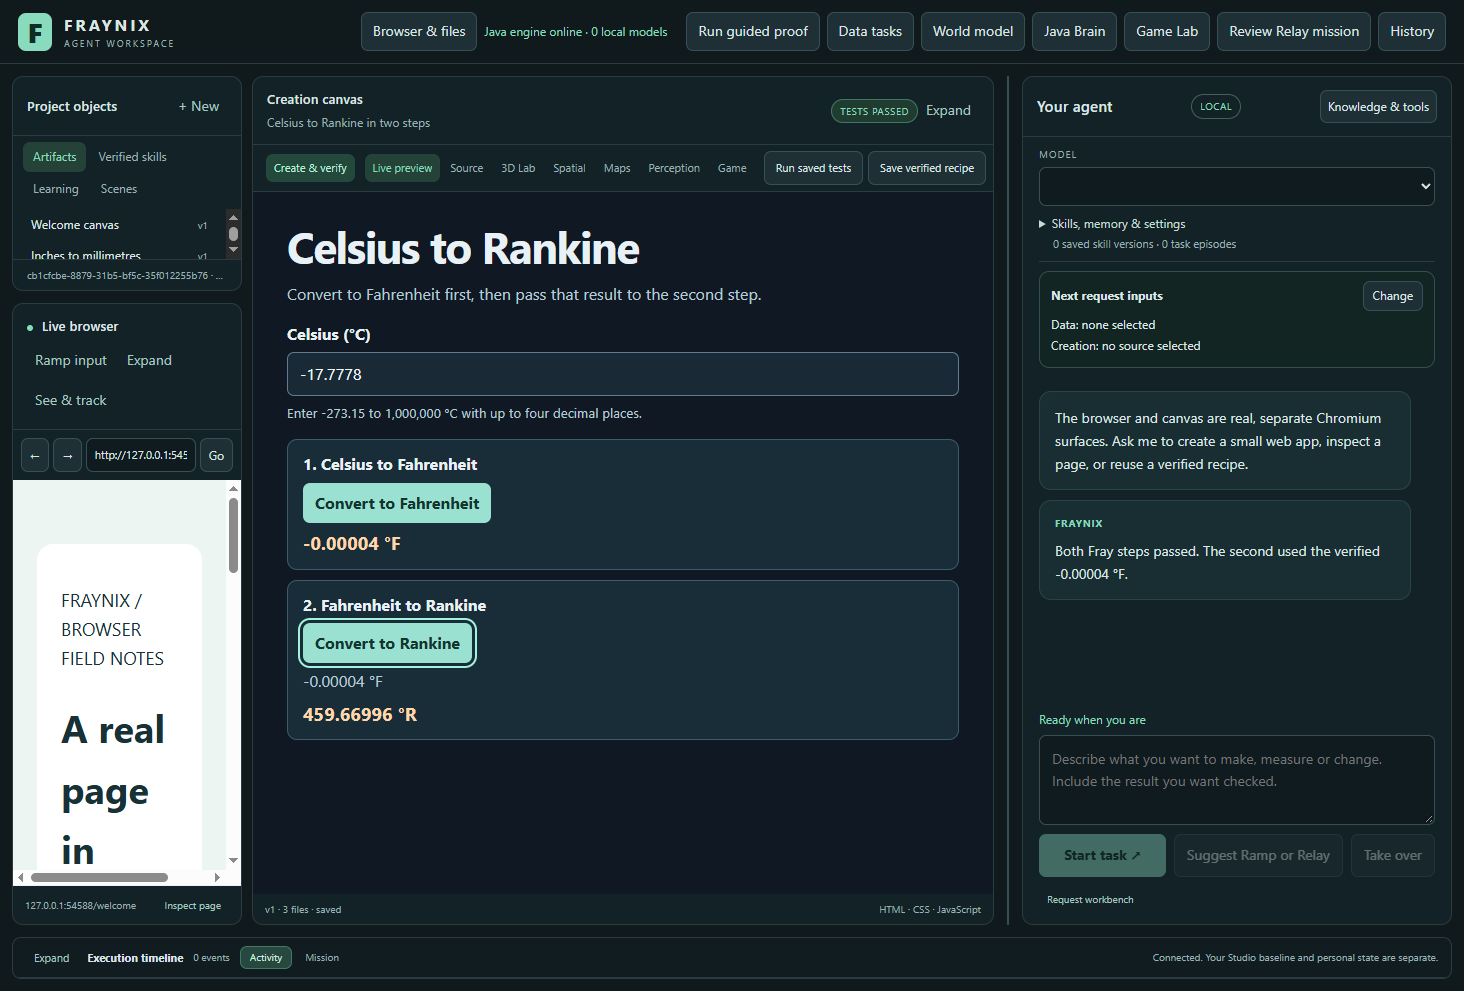 F FRAYNIX
AGENT WORKSPACE
Browser & files
Java engine online · 0 local models
Run guided proof
Data tasks
World model
Java Brain
Game Lab
Review Relay mission
History
Project objects
+ New
Artifacts
Verified skills
Learning
Scenes
Welcome canvas v1
Inches to millimetres v1
cb1cfcbe-8879-31b5-bf5c-35f012255b76 · ...
Live browser
Ramp input
Expand
See & track
← → http://127.0.0.1:545 Go
FRAYNIX /
BROWSER
FIELD NOTES
A real
page
in
127.0.0.1:54588/welcome
Inspect page
Creation canvas
Celsius to Rankine in two steps
TESTS PASSED
Expand
Create & verify
Live preview
Source
3D Lab
Spatial
Maps
Perception
Game
Run saved tests
Save verified recipe
Celsius to Rankine
Convert to Fahrenheit first, then pass that result to the second step.
Celsius (°C)
-17.7778
Enter -273.15 to 1,000,000 °C with up to four decimal places.
1. Celsius to Fahrenheit
Convert to Fahrenheit
-0.00004 °F
2. Fahrenheit to Rankine
Convert to Rankine
-0.00004 °F
459.66996 °R
v1 · 3 files · saved
HTML · CSS · JavaScript
Your agent
LOCAL
Knowledge & tools
MODEL
Skills, memory & settings
0 saved skill versions · 0 task episodes
Next request inputs
Change
Data: none selected
Creation: no source selected
The browser and canvas are real, separate Chromium
surfaces. Ask me to create a small web app, inspect a
page, or reuse a verified recipe.
FRAYNIX
Both Fray steps passed. The second used the verified
-0.00004 °F.
Ready when you are
Describe what you want to make, measure or change.
Include the result you want checked.
Start task ↗
Suggest Ramp or Relay
Take over
Request workbench
Expand
Execution timeline
0 events
Activity
Mission
Connected. Your Studio baseline and personal state are separate.